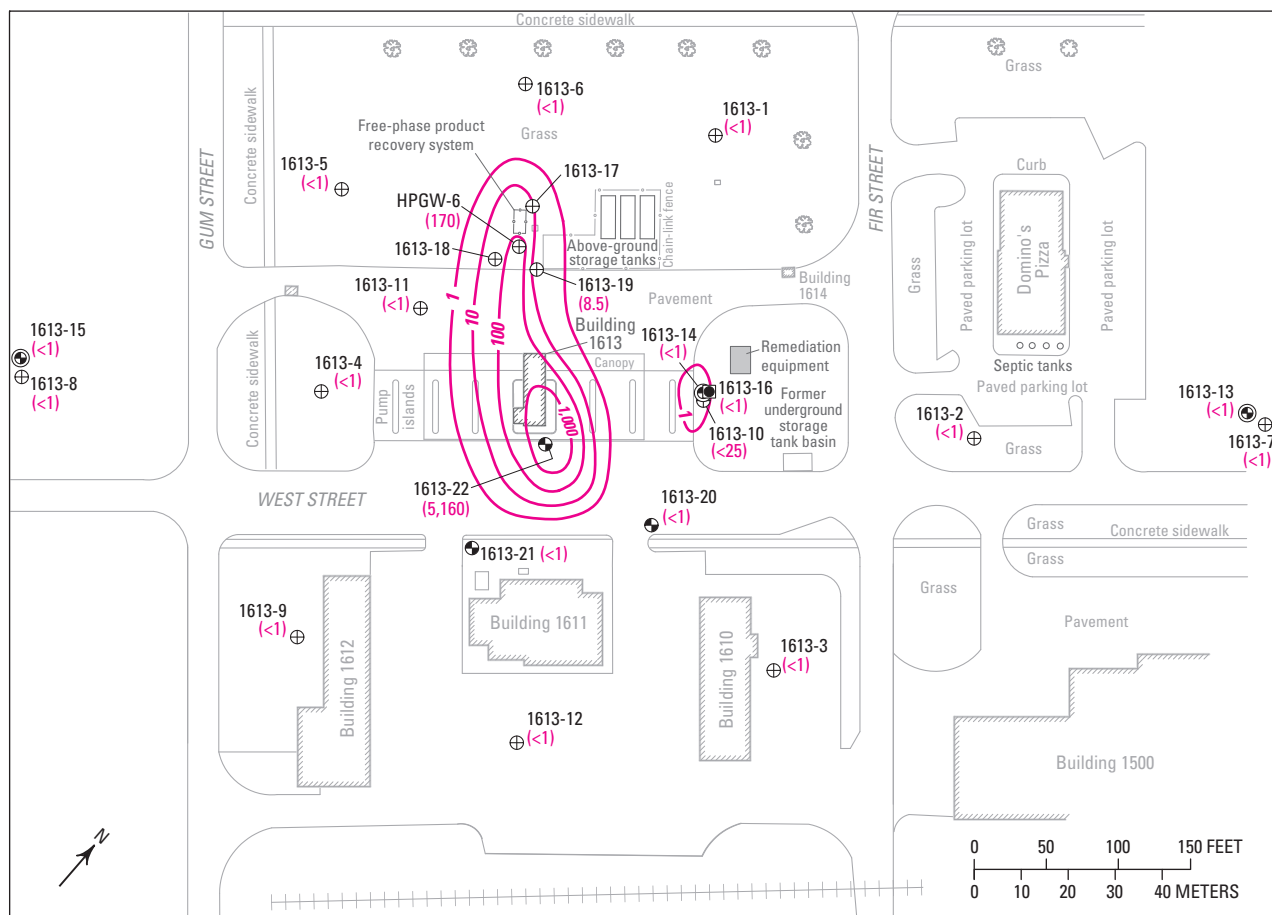 Concrete sidewalk
1613-6
(<1)
1613-1
(<1)
Grass
Grass
Concrete sidewalk
Free-phase product
recovery system
1613-5
(<1)
1613-17
HPGW-6
(170)
GUM STREET
FIR STREET
Curb
Chain-link fence
Above-ground
storage tanks
1613-18
1613-19
(8.5)
1613-11
(<1)
Pavement
Building
1614
Grass
Paved parking lot
Domino's
Pizza
Paved parking lot
1
10
100
1,000
Building
1613
Canopy
1613-15
(<1)
1613-8
(<1)
1613-4
(<1)
Concrete sidewalk
Pump
islands
1613-14
(<1)
1
Remediation
equipment
1613-16
(<1)
Former
underground
storage
tank basin
1613-10
(<25)
Septic tanks
Paved parking lot
1613-2
(<1)
Grass
1613-13
(<1)
1613-7
(<1)
WEST STREET
1613-22
(5,160)
1613-20
(<1)
1613-21 (<1)
Grass
Concrete sidewalk
Grass
Grass
1613-9
(<1)
Building 1612
Building 1611
Building 1610
1613-3
(<1)
Pavement
1613-12
(<1)
Building 1500
N
0 50 100 150 FEET
0 10 20 30 40 METERS